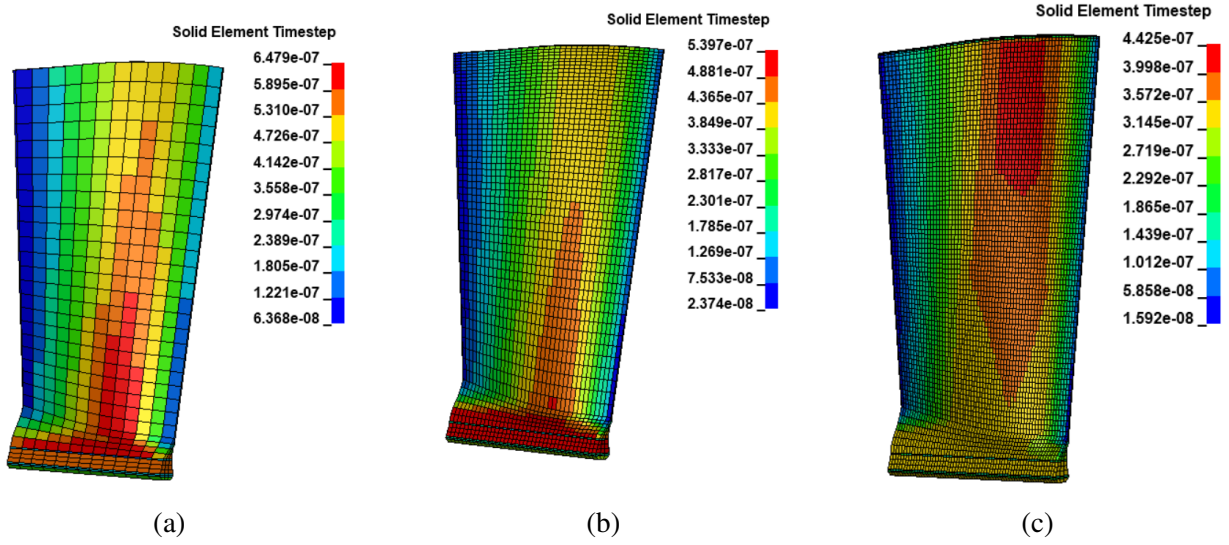 Solid Element Timestep
6.479e-07
5.895e-07
5.310e-07
4.726e-07
4.142e-07
3.558e-07
2.974e-07
2.389e-07
1.805e-07
1.221e-07
6.368e-08
(a)
Solid Element Timestep
5.397e-07
4.881e-07
4.365e-07
3.849e-07
3.333e-07
2.817e-07
2.301e-07
1.785e-07
1.269e-07
7.533e-08
2.374e-08
(b)
Solid Element Timestep
4.425e-07
3.998e-07
3.572e-07
3.145e-07
2.719e-07
2.292e-07
1.865e-07
1.439e-07
1.012e-07
5.858e-08
1.592e-08
(c)